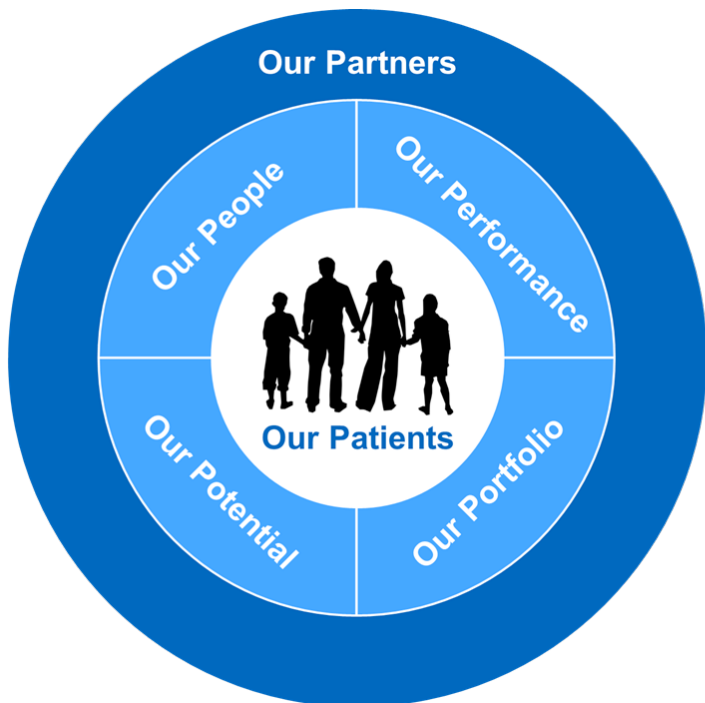 Our Partners
Our People
Our Performance
Our Patients
Our Potential
Our Portfolio